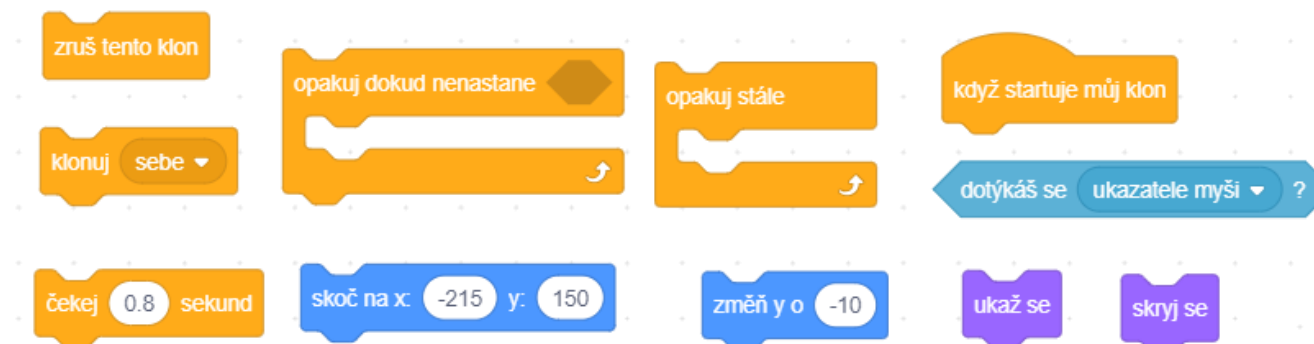 zruš tento klon
opakuj dokud nenastane
opakuj stále
když startuje můj klon
klonuj sebe
dotýkáš se ukazatele myši ?
čekej 0.8 sekund
skoč na x: -215 y: 150
změň y o -10
ukaž se
skryj se